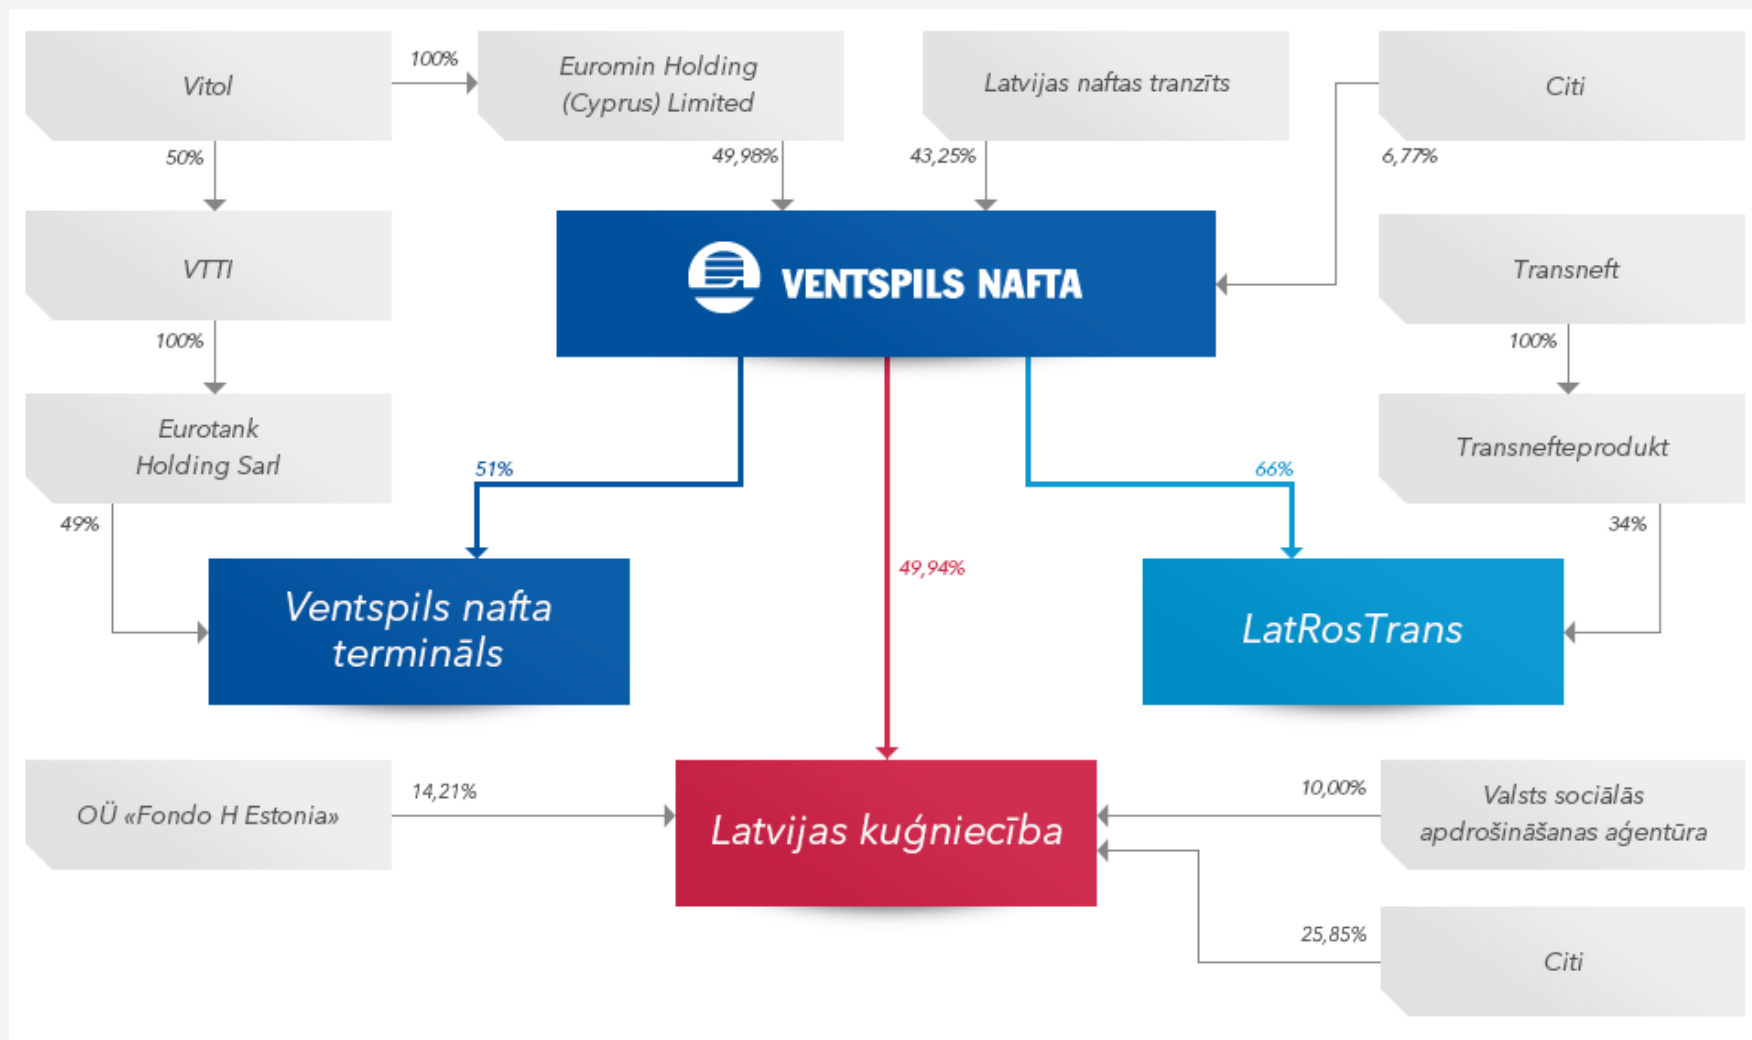 Vitol
100%
Euromin Holding
(Cyprus) Limited
Latvijas naftas tranzīts
Citi
50%
49,98%
43,25%
6,77%
VTTI
VENTSPILS NAFTA
Transneft
100%
100%
Eurotank
Holding Sarl
Transnefteprodukt
51%
66%
49%
34%
49,94%
Ventspils nafta
termināls
LatRosTrans
OÜ «Fondo H Estonia»
14,21%
Latvijas kuģniecība
10,00%
Valsts sociālās
apdrošināšanas aģentūra
25,85%
Citi